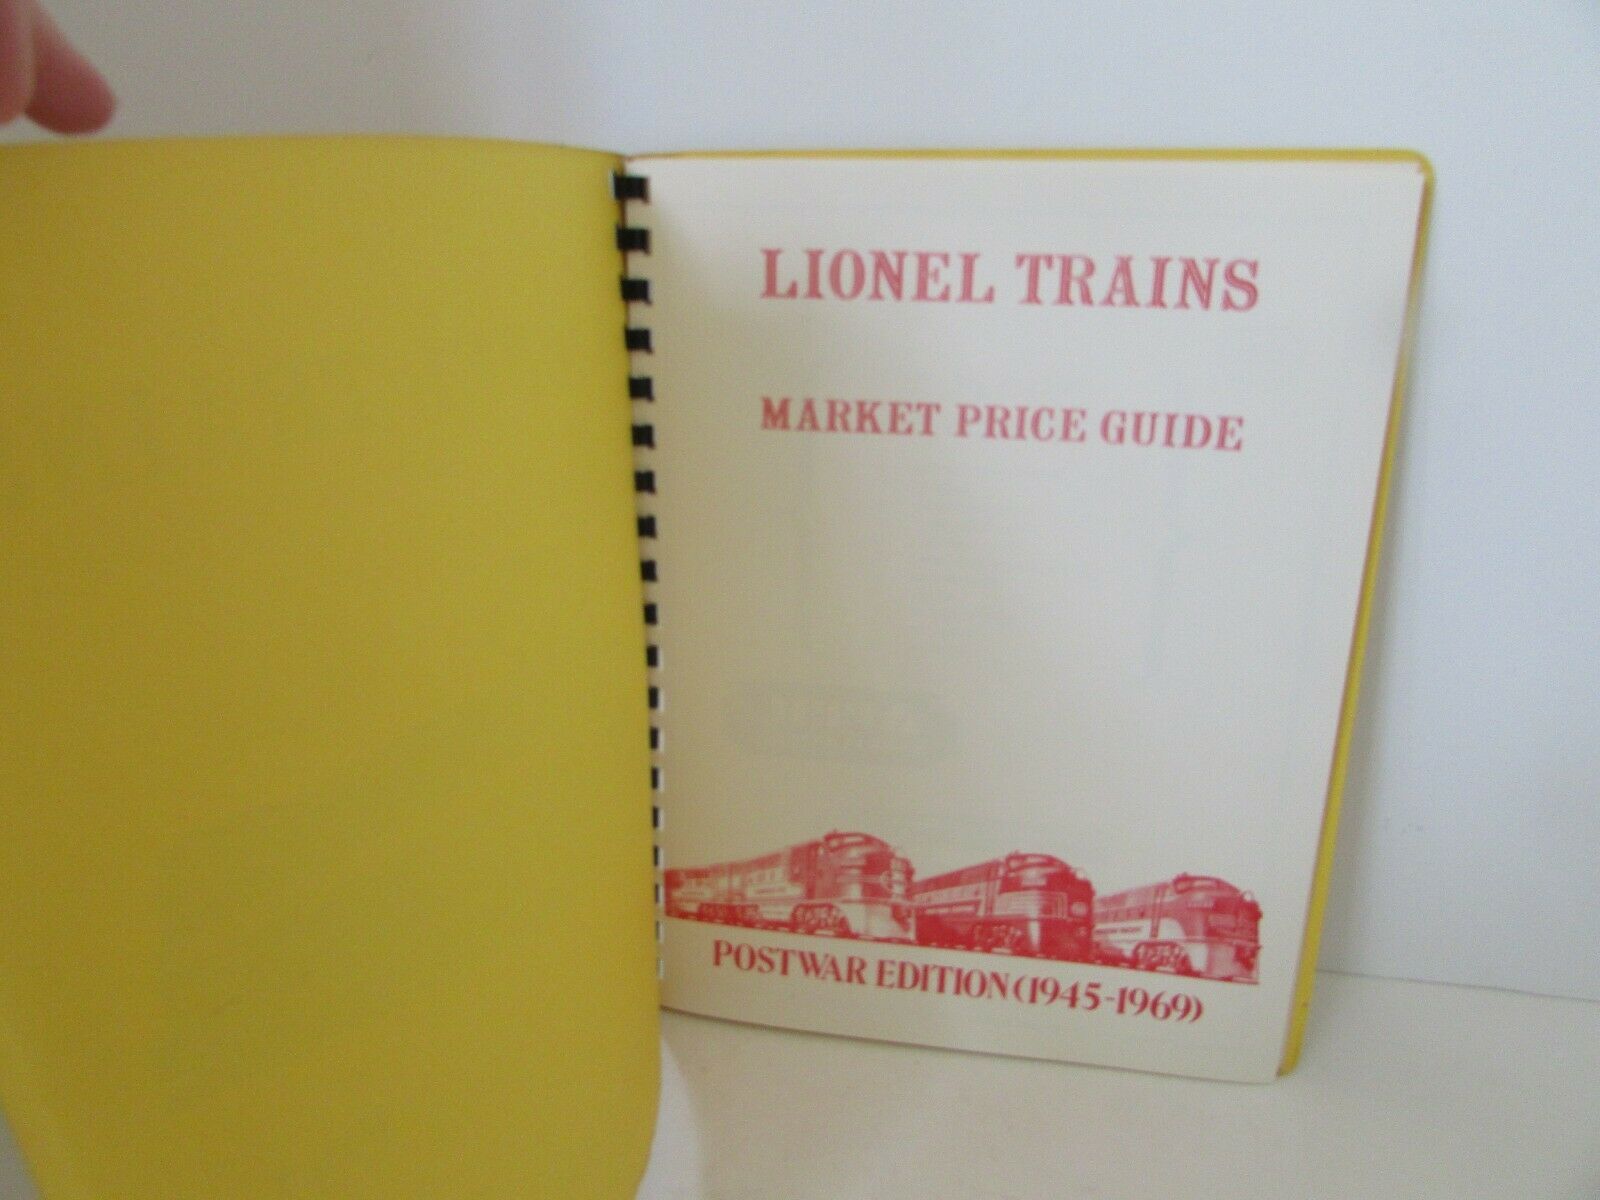 LIONEL TRAINS
MARKET PRICE GUIDE
POSTWAR EDITION (1945-1969)